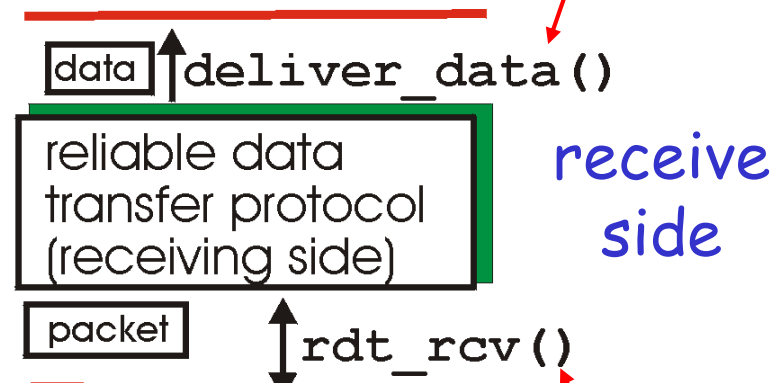 data deliver_data()
reliable data
transfer protocol
(receiving side)
receive
side
packet rdt_rcv()